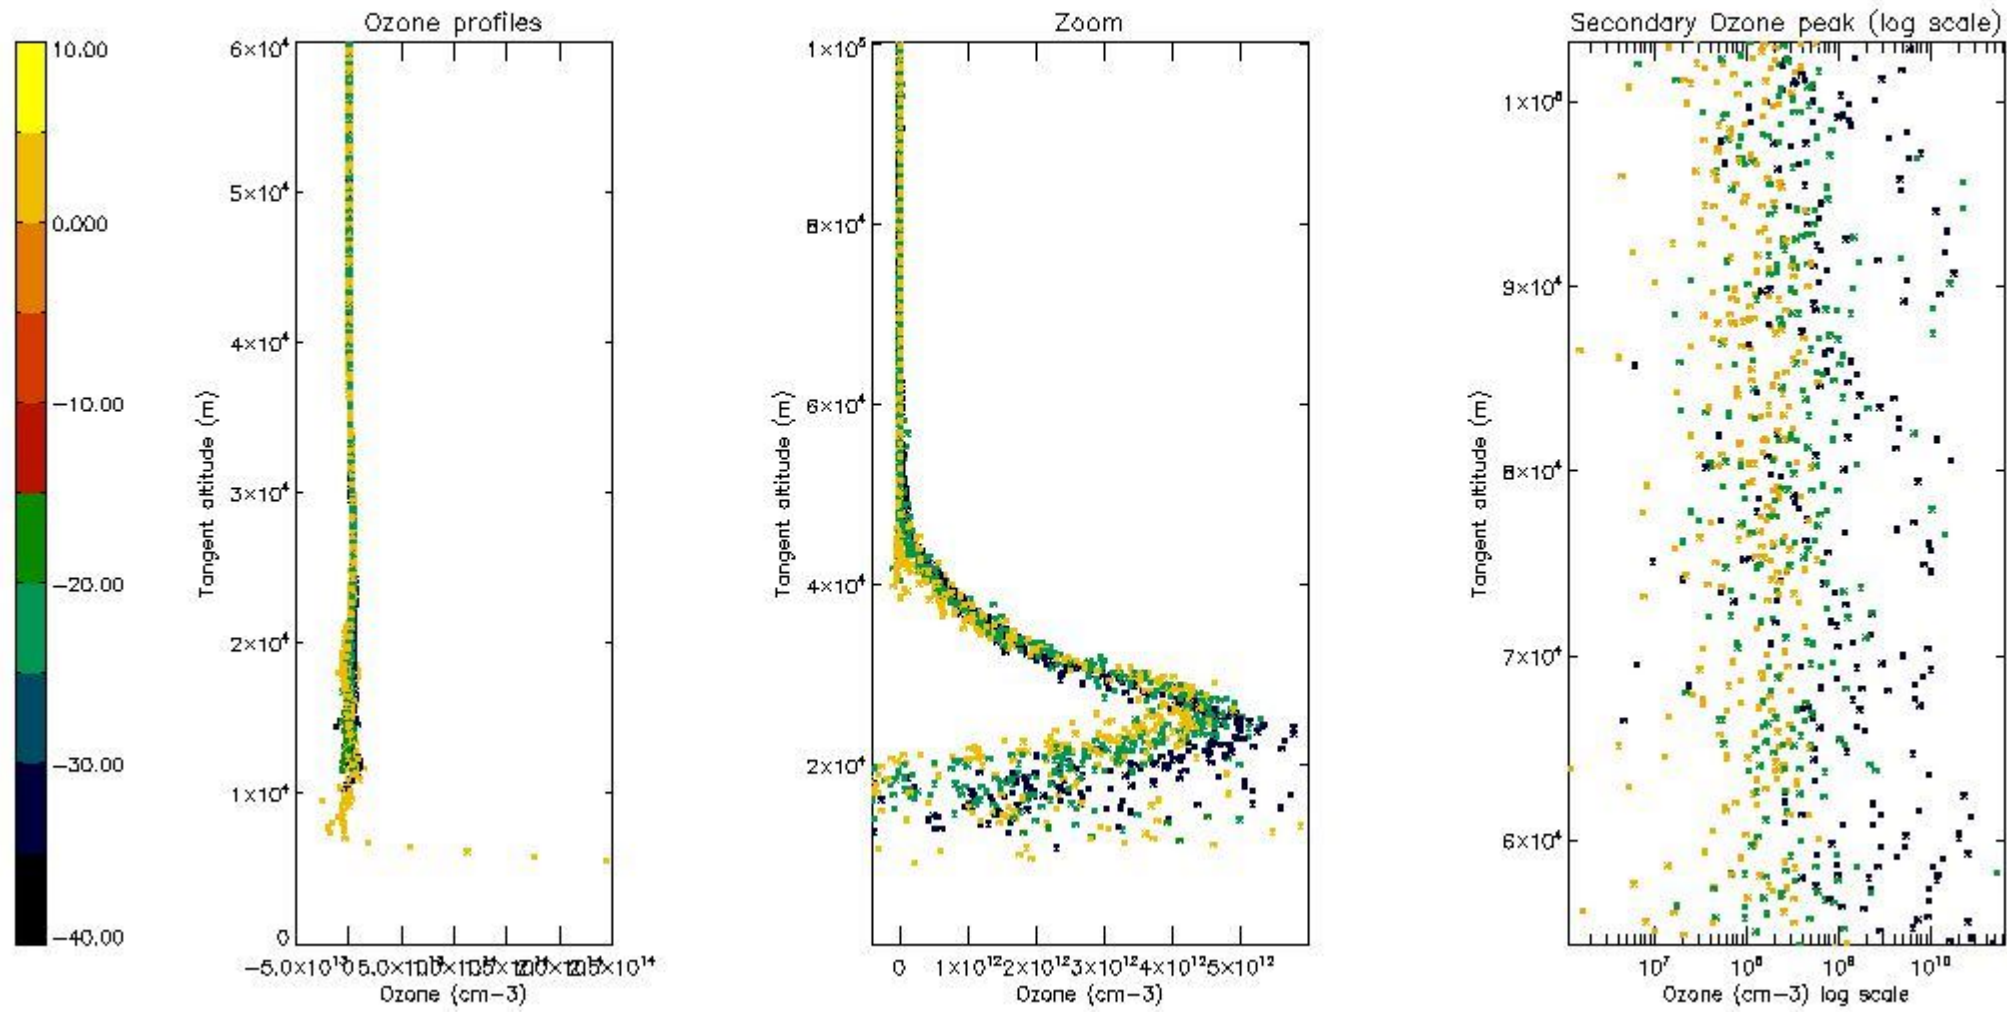 Ozone profiles
Zoom
Secondary Ozone peak (log scale)
10.00
0.000
−10.00
−20.00
−30.00
−40.00
6×10⁴
5×10⁴
4×10⁴
3×10⁴
2×10⁴
1×10⁴
0
Tangent altitude (m)
−5.0×10¹³
Ozone (cm−3)
1×10⁵
8×10⁴
6×10⁴
4×10⁴
2×10⁴
Tangent altitude (m)
0 1×10¹² 2×10¹² 3×10¹² 4×10¹² 5×10¹²
Ozone (cm−3)
9×10⁴
8×10⁴
7×10⁴
6×10⁴
Tangent altitude (m)
10⁷ 10⁸ 10⁹ 10¹⁰
Ozone (cm−3) log scale